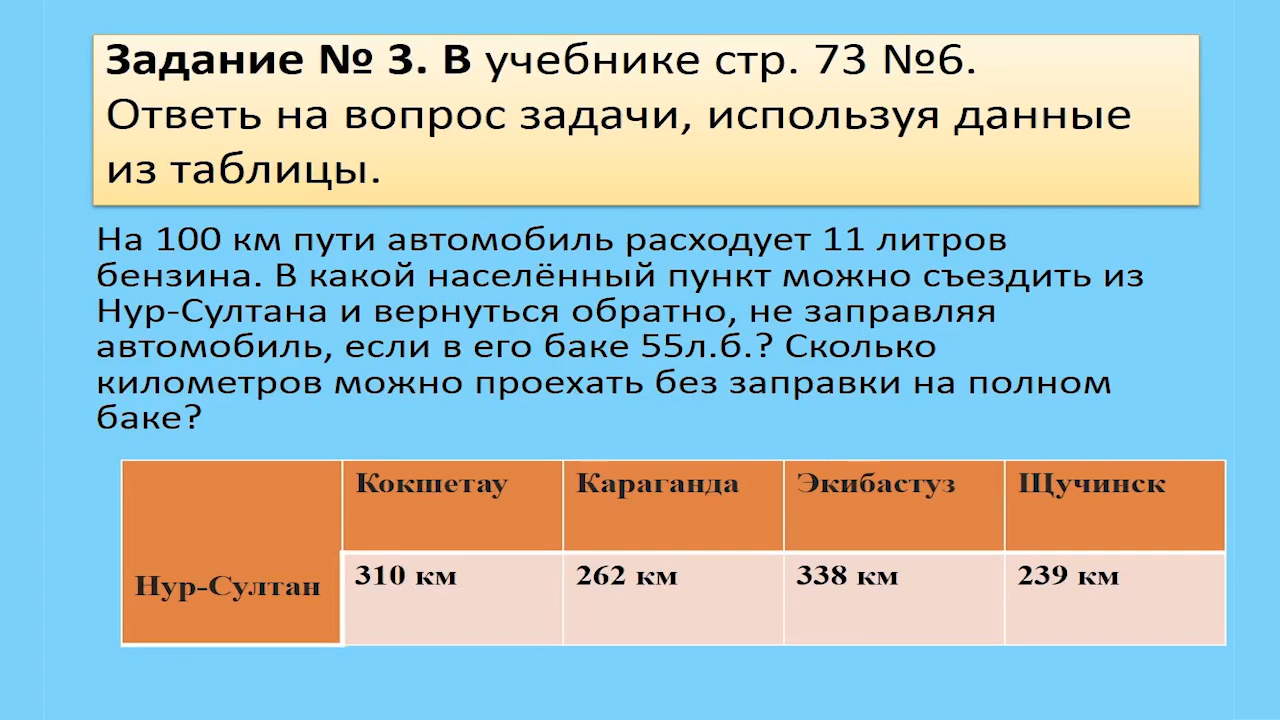 Задание № 3. В учебнике стр. 73 №6.
Ответь на вопрос задачи, используя данные
из таблицы.
На 100 км пути автомобиль расходует 11 литров
бензина. В какой населённый пункт можно съездить из
Нур-Султана и вернуться обратно, не заправляя
автомобиль, если в его баке 55л.б.? Сколько
километров можно проехать без заправки на полном
баке?
Кокшетау Караганда Экибастуз Щучинск
Нур-Султан 310 км 262 км 338 км 239 км